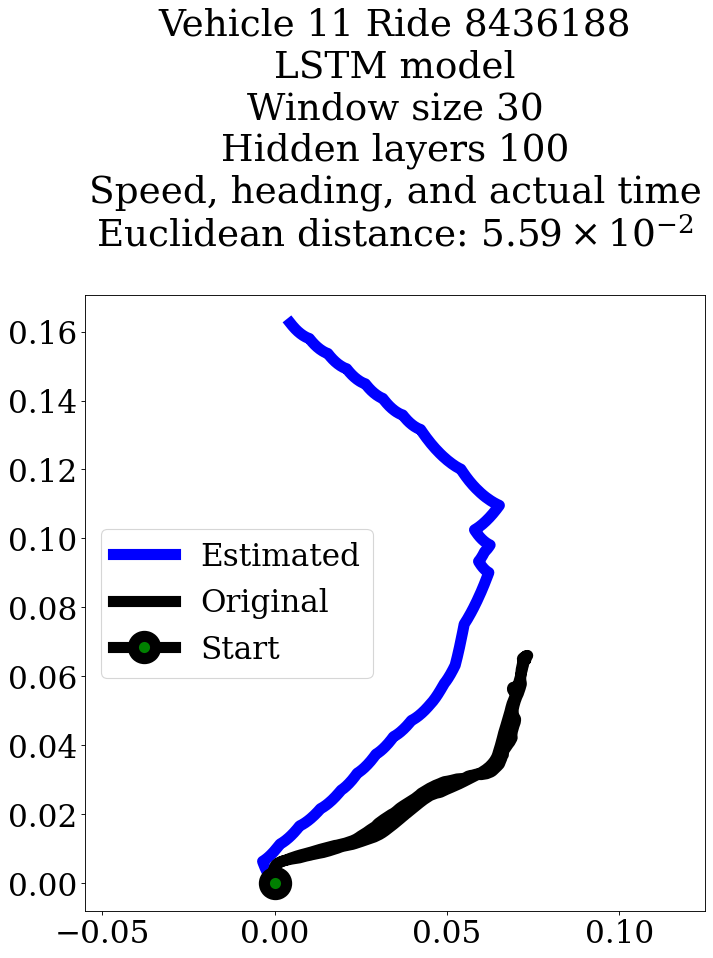 Vehicle 11 Ride 8436188
LSTM model
Window size 30
Hidden layers 100
Speed, heading, and actual time
Euclidean distance: 5.59 × 10⁻²
0.16
0.14
0.12
0.10
0.08
0.06
0.04
0.02
0.00
Estimated
Original
Start
−0.05
0.00
0.05
0.10